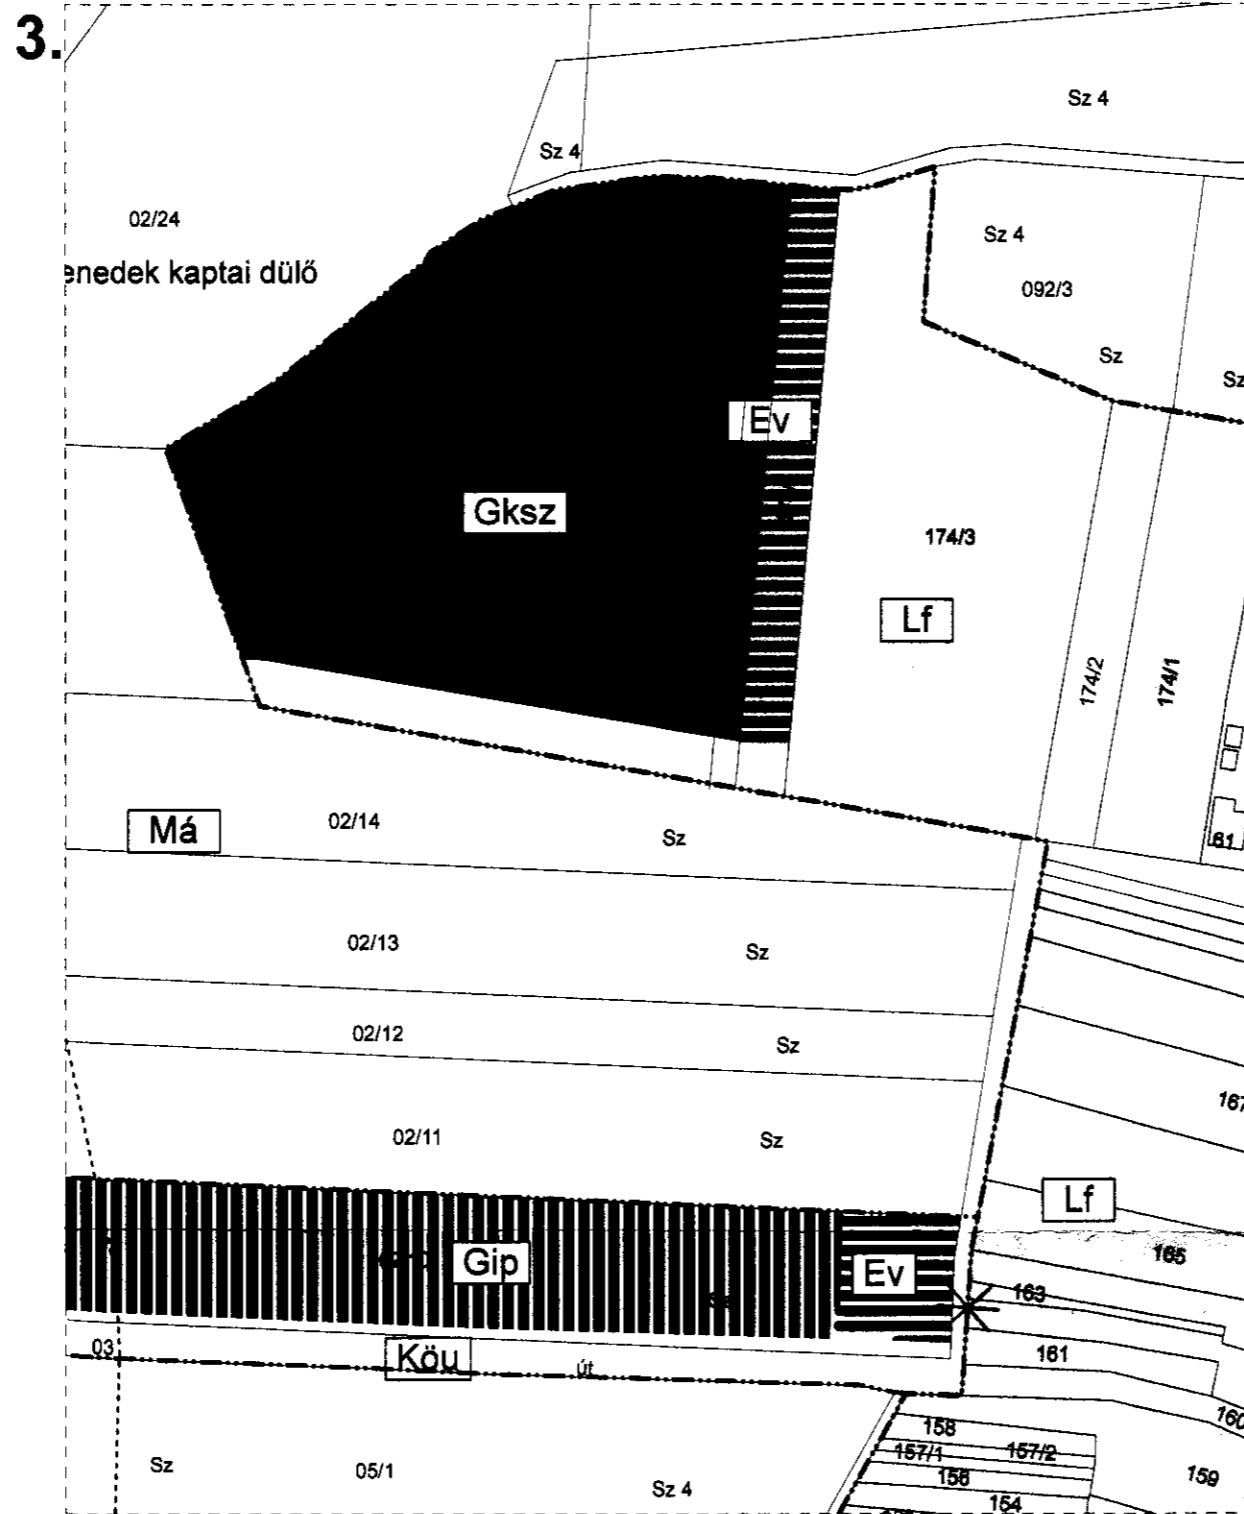 3.
Sz 4
Sz 4
02/24
Sz 4
enedek kaptai dülő
092/3
Sz
Sz
Ev
Gksz
174/3
Lf
174/2
174/1
Má
02/14
Sz
61
02/13
Sz
02/12
Sz
167
02/11
Sz
Lf
165
Gip
Ev
163
03
Köu
út
161
160
158
157/1
157/2
Sz
05/1
156
159
Sz 4
154